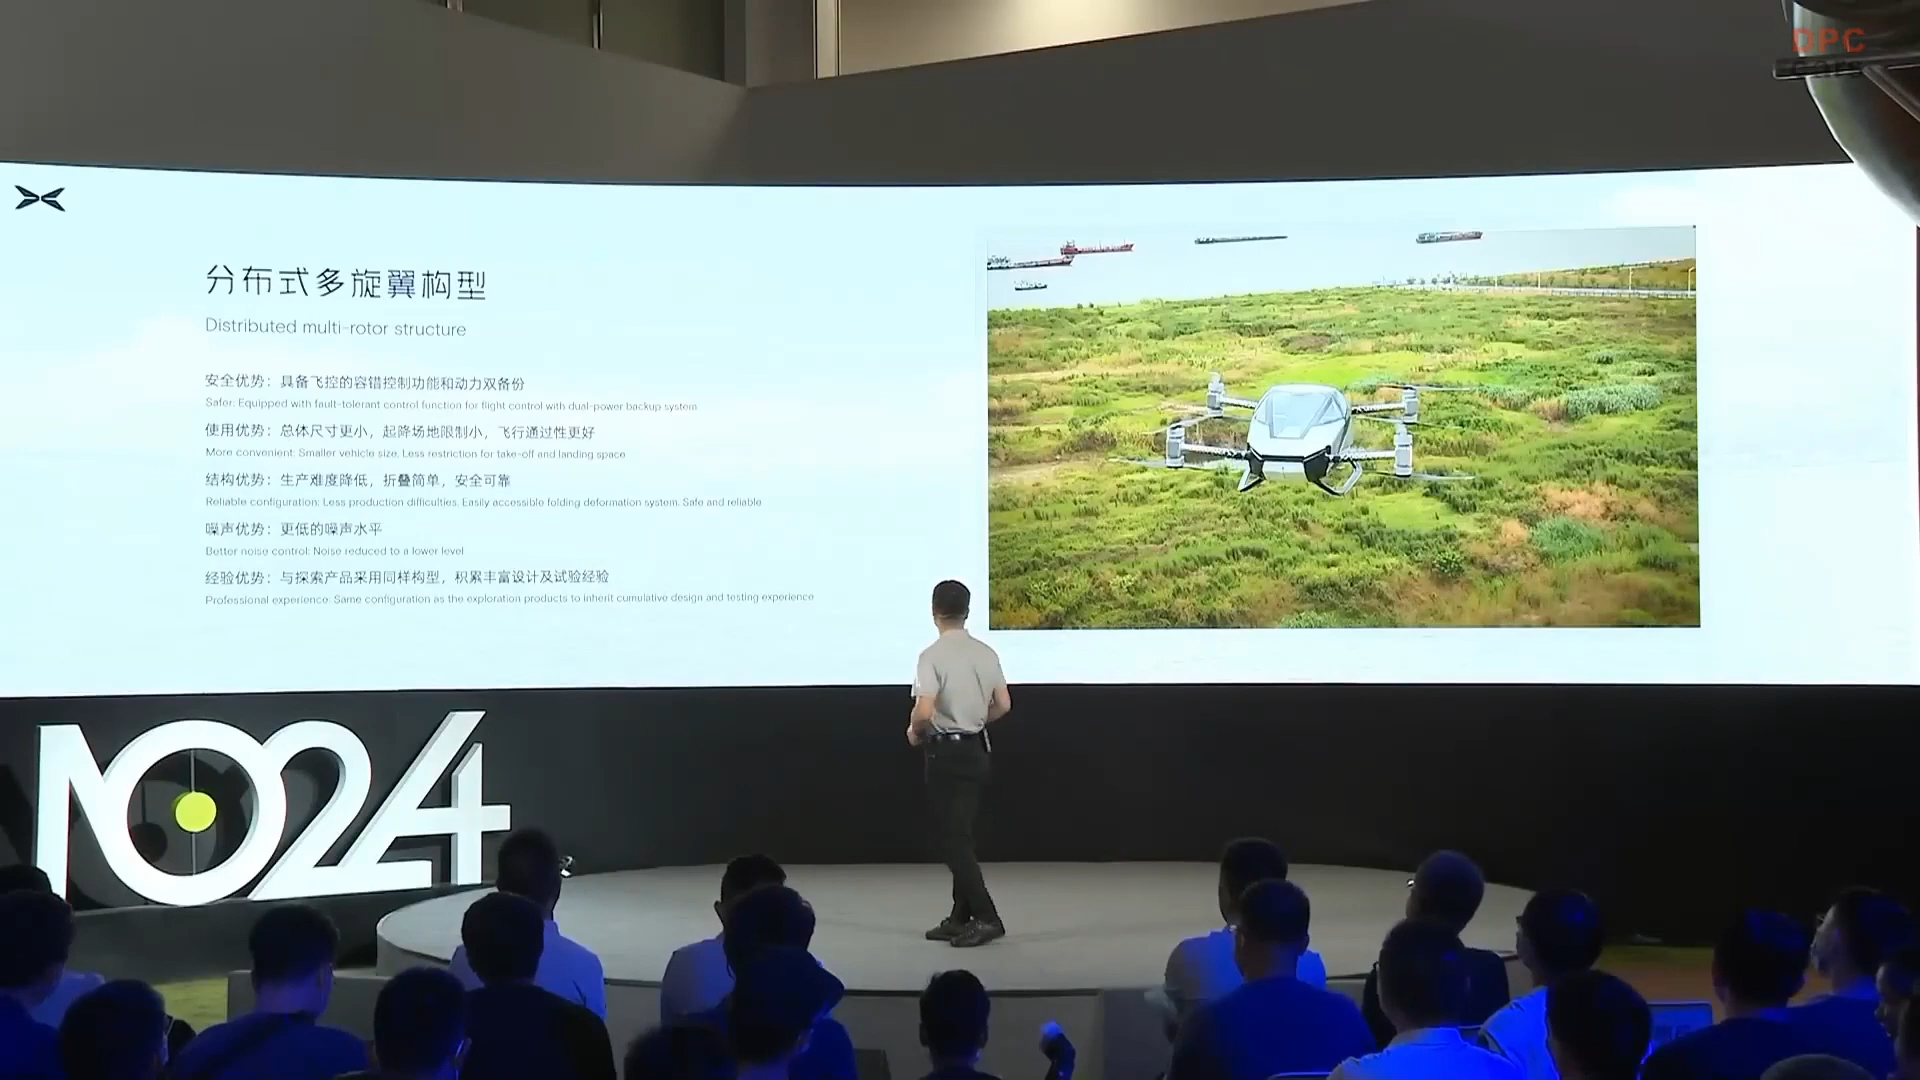 DPC
CARS
分布式多旋翼构型
Distributed multi-rotor structure
安全优势：具备飞控的容错控制功能和动力双备份
Safer: Equipped with fault-tolerant control function for flight control with dual-power backup system
使用优势：总体尺寸更小，起降场地限制小，飞行通过性更好
More convenient: Smaller vehicle size. Less restriction for take-off and landing space
结构优势：生产难度降低，折叠简单，安全可靠
Reliable configuration: Less production difficulties. Easily accessible folding deformation system. Safe and reliable
噪声优势：更低的噪声水平
Better noise control: Noise reduced to a lower level
经验优势：与探索产品采用同样构型，积累丰富设计及试验经验
Professional experience: Same configuration as the exploration products to inherit cumulative design and testing experience
1024